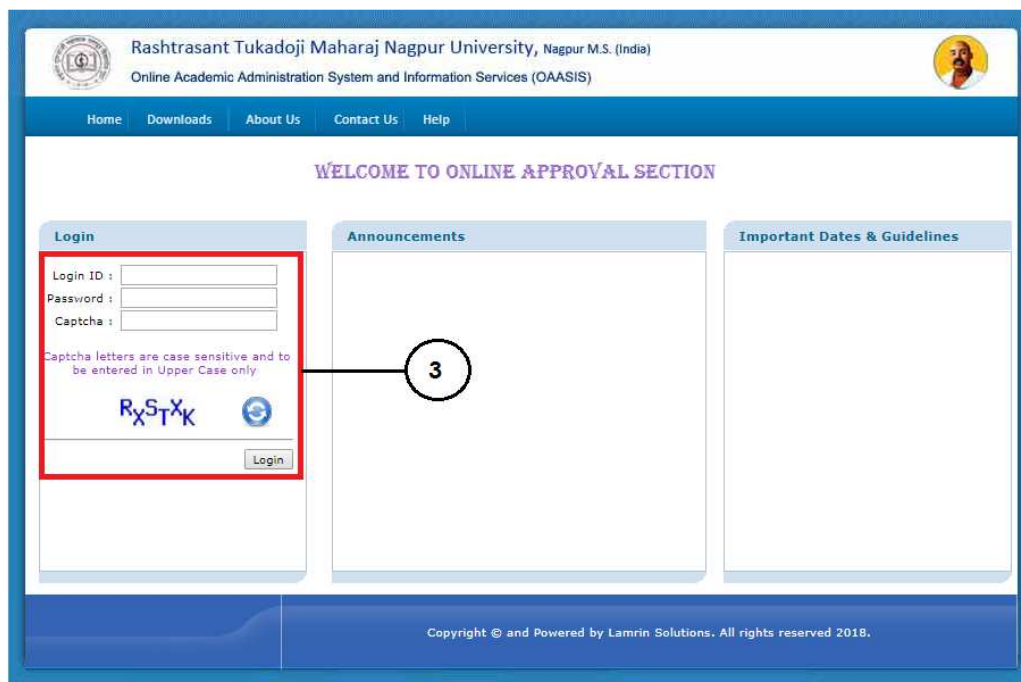 Rashtrasant Tukadoji Maharaj Nagpur University, Nagpur M.S. (India)
Online Academic Administration System and Information Services (OAASIS)
Home Downloads About Us Contact Us Help
WELCOME TO ONLINE APPROVAL SECTION
Login
Login ID :
Password :
Captcha :
Captcha letters are case sensitive and to
be entered in Upper Case only
RXSTXK
Login
3
Announcements
Important Dates & Guidelines
Copyright © and Powered by Lamrin Solutions. All rights reserved 2018.